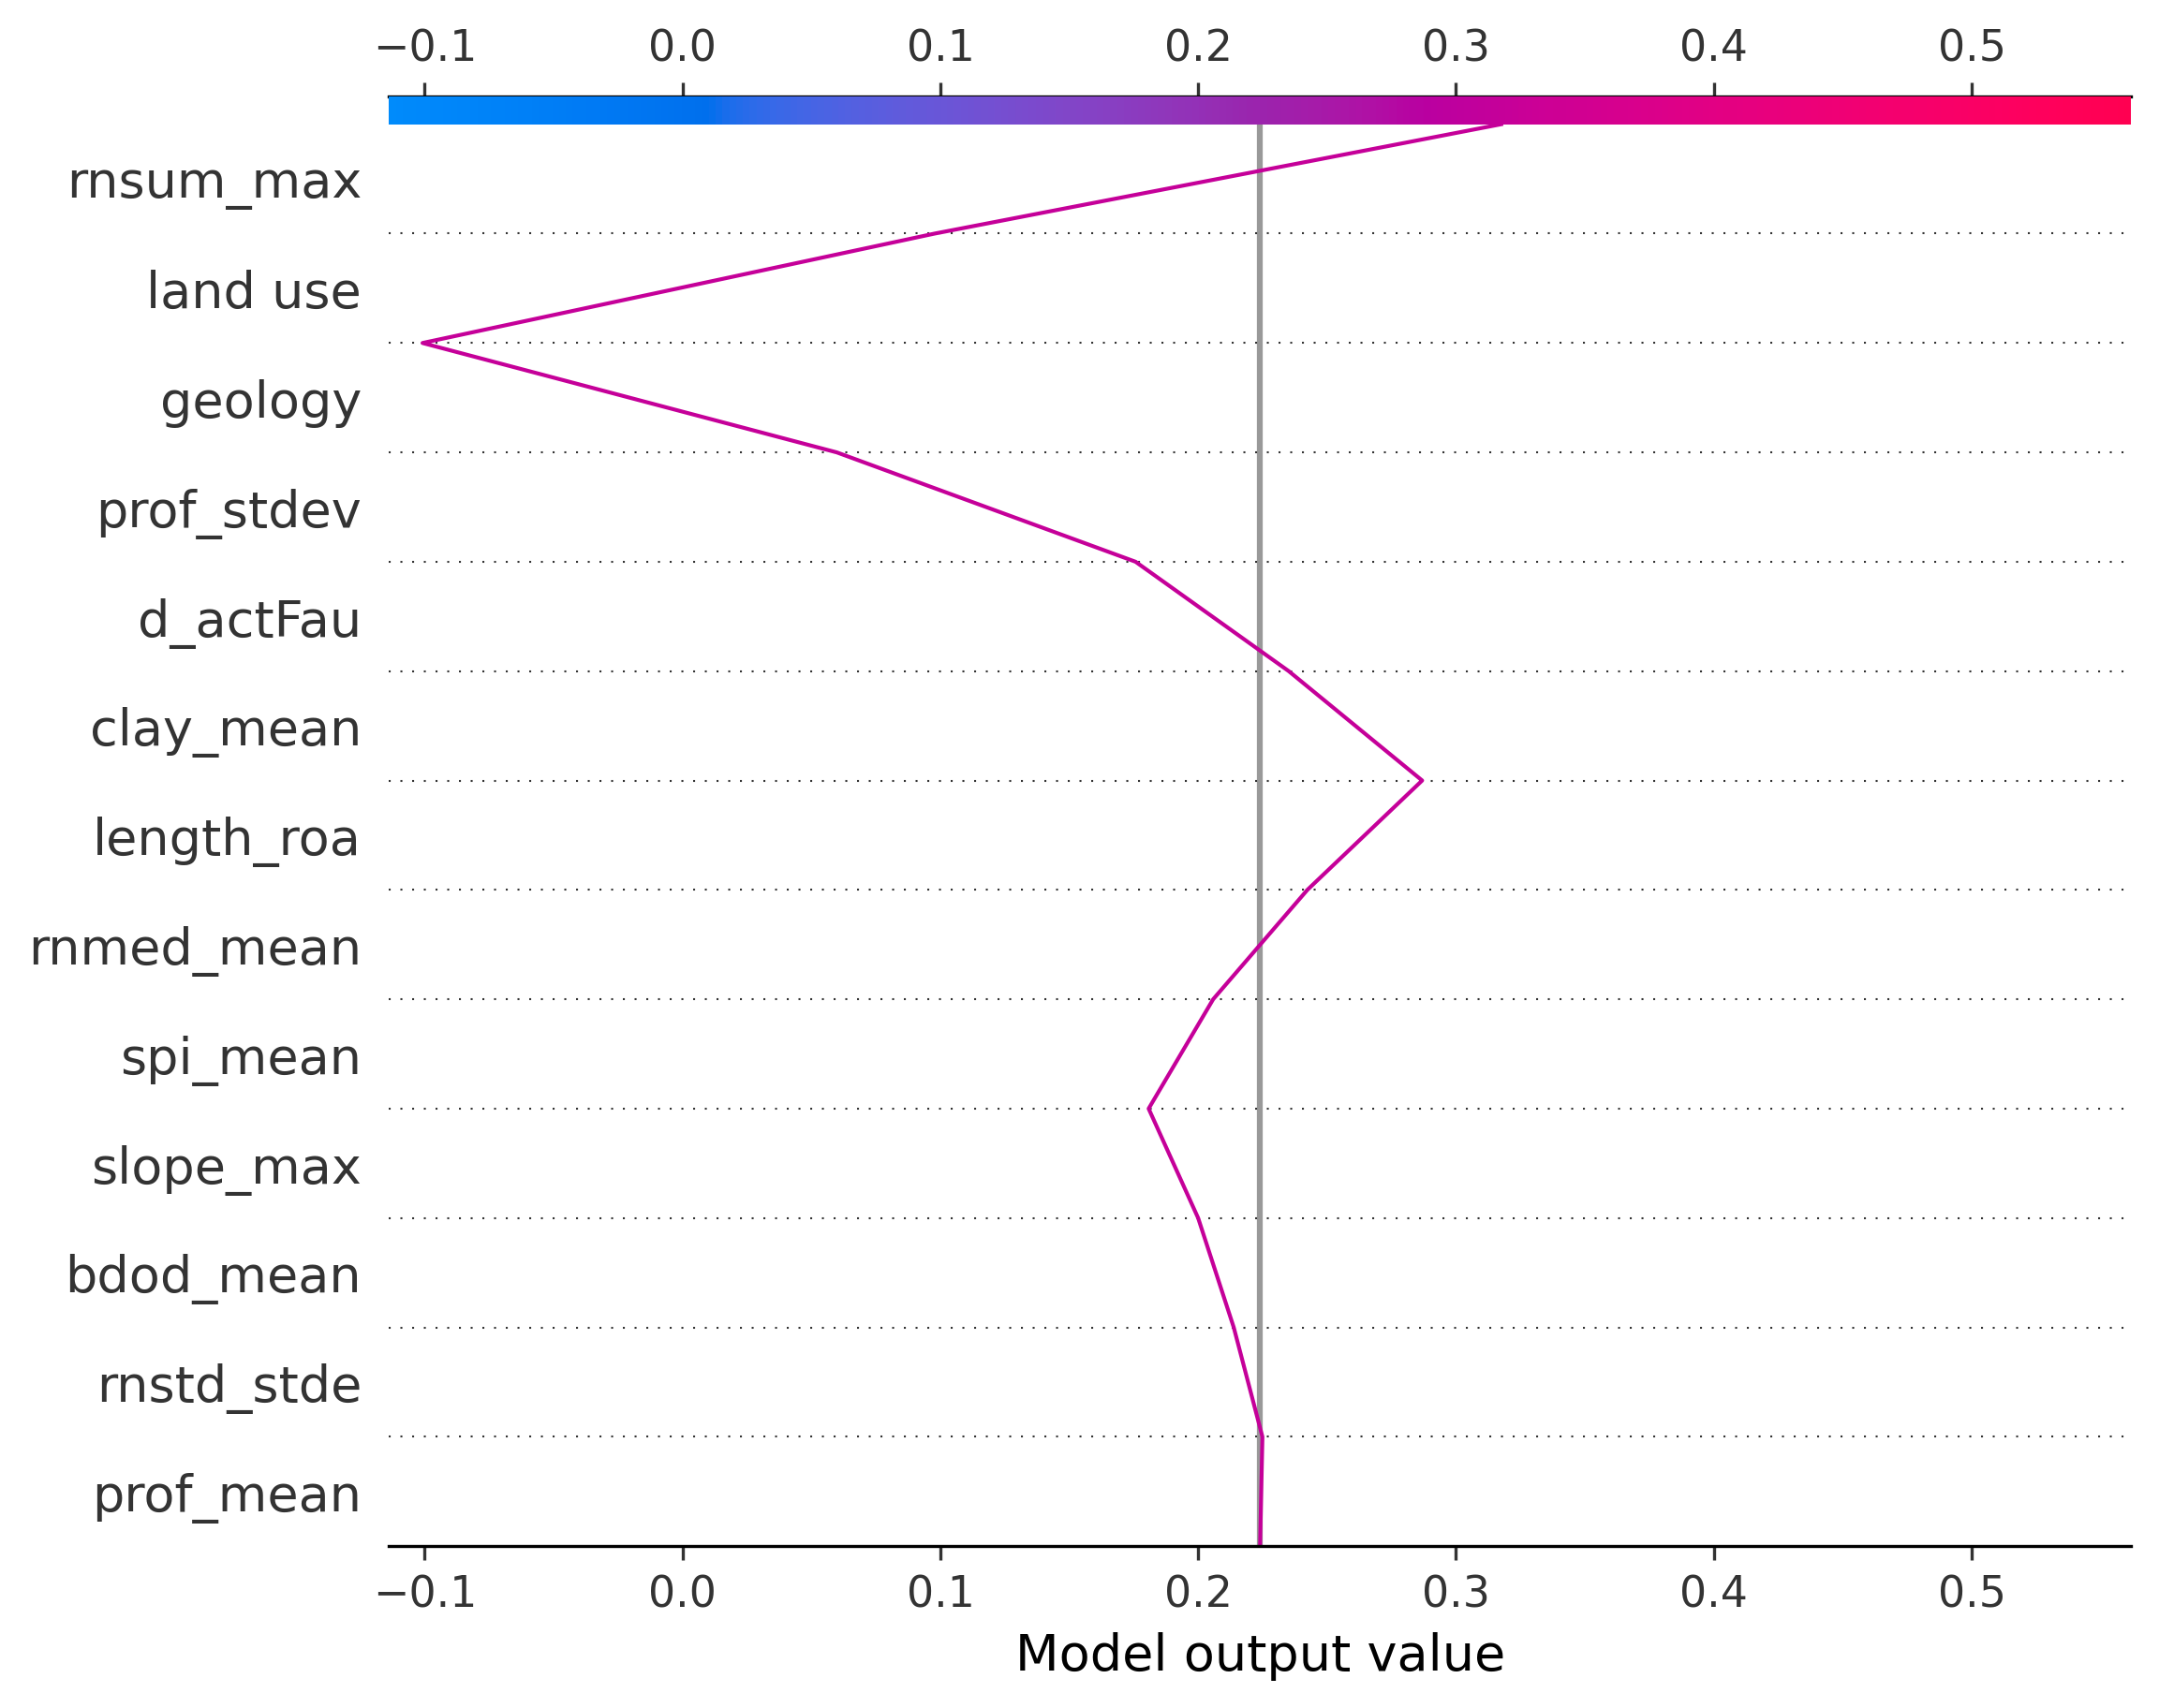 −0.1 0.0 0.1 0.2 0.3 0.4 0.5
rnsum_max
land use
geology
prof_stdev
d_actFau
clay_mean
length_roa
rnmed_mean
spi_mean
slope_max
bdod_mean
rnstd_stde
prof_mean
−0.1 0.0 0.1 0.2 0.3 0.4 0.5
Model output value